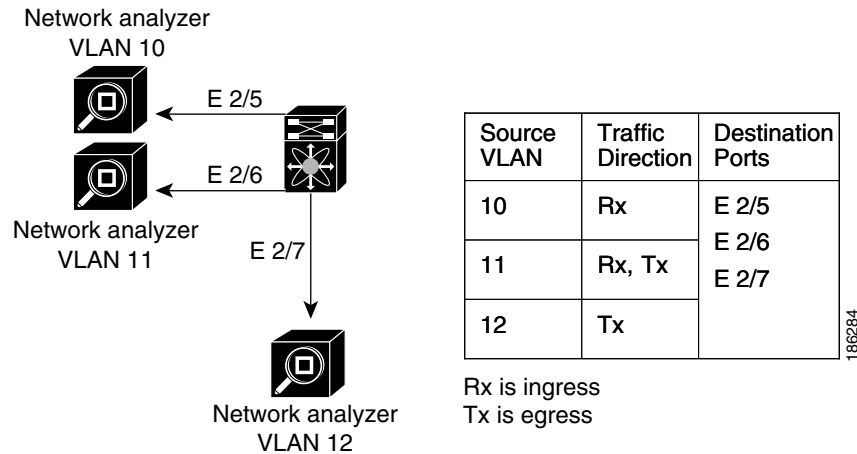 Network analyzer
VLAN 10
E 2/5
E 2/6
Network analyzer
VLAN 11
E 2/7
Network analyzer
VLAN 12
Source VLAN
Traffic Direction
Destination Ports
10
Rx
E 2/5
E 2/6
11
Rx, Tx
E 2/7
12
Tx
Rx is ingress
Tx is egress
186284